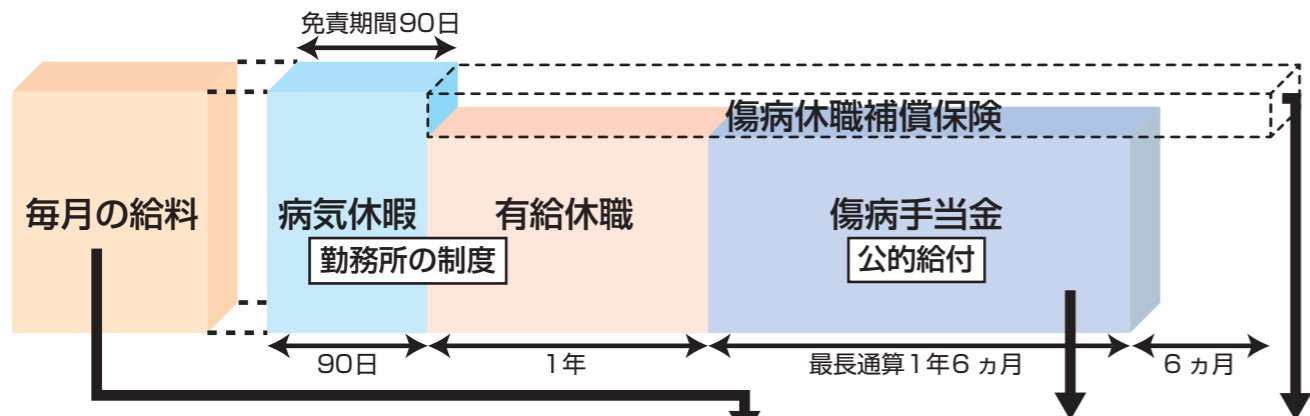 免責期間90日
傷病休職補償保険
毎月の給料
病気休暇
有給休職
傷病手当金
勤務所の制度
公的給付
90日
1年
最長通算1年6ヵ月
6ヵ月